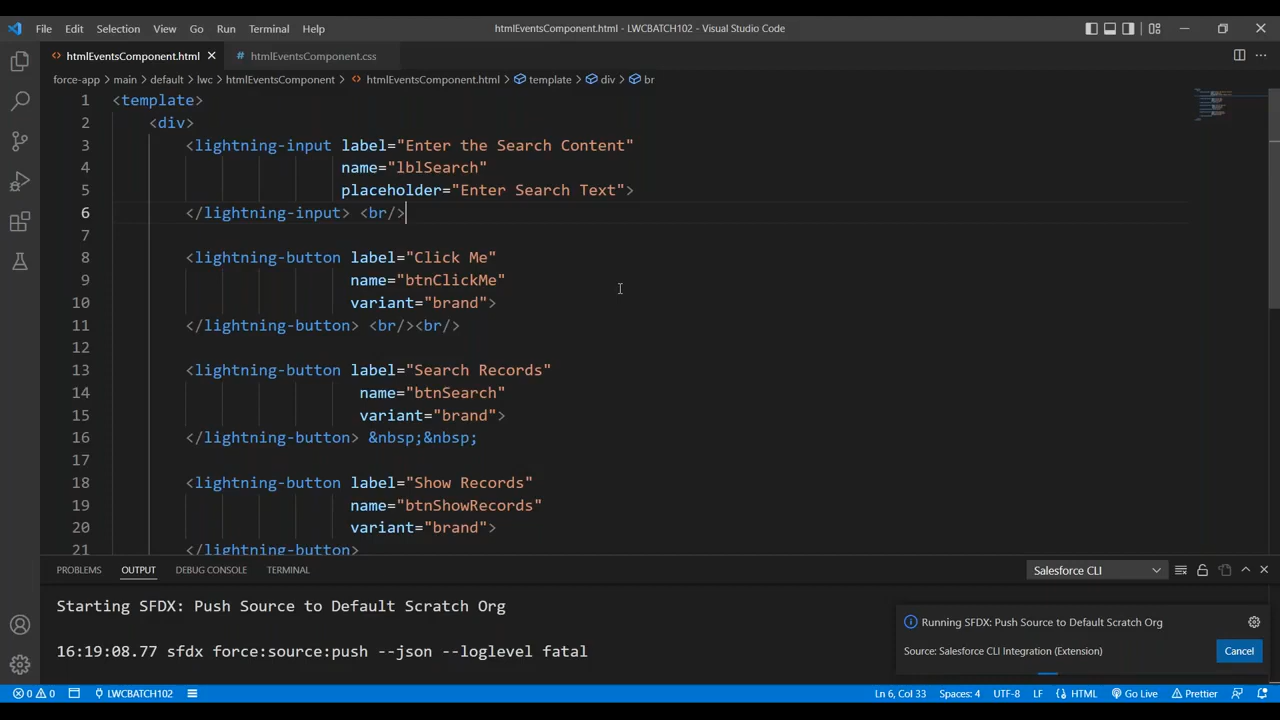 File Edit Selection View Go Run Terminal Help htmlEventsComponent.html - LWCBATCH102 - Visual Studio Code
htmlEventsComponent.html # htmlEventsComponent.css
force-app > main > default > lwc > htmlEventsComponent > htmlEventsComponent.html > template > div > br
1 <template>
2 <div>
3 <lightning-input label="Enter the Search Content"
4 name="lblSearch"
5 placeholder="Enter Search Text">
6 </lightning-input> <br/>
7
8 <lightning-button label="Click Me"
9 name="btnClickMe"
10 variant="brand">
11 </lightning-button> <br/><br/>
12
13 <lightning-button label="Search Records"
14 name="btnSearch"
15 variant="brand">
16 </lightning-button> &nbsp;&nbsp;
17
18 <lightning-button label="Show Records"
19 name="btnShowRecords"
20 variant="brand">
21 </lightning-button>
PROBLEMS OUTPUT DEBUG CONSOLE TERMINAL Salesforce CLI
Starting SFDX: Push Source to Default Scratch Org
16:19:08.77 sfdx force:source:push --json --loglevel fatal
Running SFDX: Push Source to Default Scratch Org
Source: Salesforce CLI Integration (Extension) Cancel
0 0 LWCBATCH102 Ln 6, Col 33 Spaces: 4 UTF-8 LF HTML Go Live Prettier